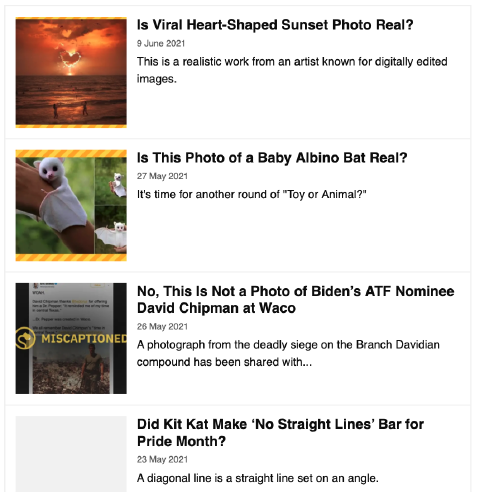 Is Viral Heart-Shaped Sunset Photo Real?
9 June 2021
This is a realistic work from an artist known for digitally edited
images.
Is This Photo of a Baby Albino Bat Real?
27 May 2021
It's time for another round of "Toy or Animal?"
No, This Is Not a Photo of Biden’s ATF Nominee
David Chipman at Waco
26 May 2021
A photograph from the deadly siege on the Branch Davidian
compound has been shared with...
MISCAPTIONED
Did Kit Kat Make ‘No Straight Lines’ Bar for
Pride Month?
23 May 2021
A diagonal line is a straight line set on an angle.